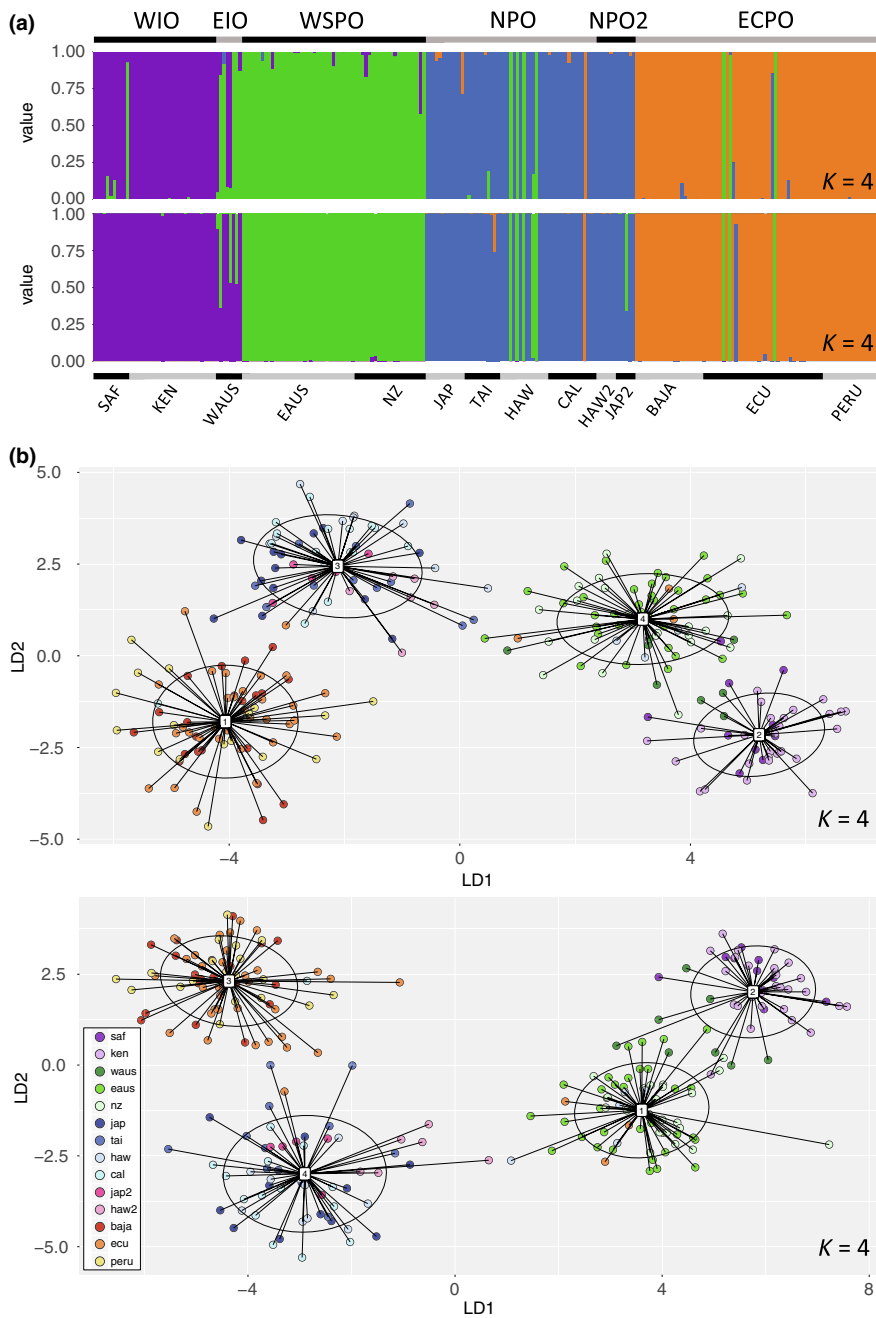 (a)
WIO EIO WSPO NPO NPO2 ECPO
1.00
0.75
0.50
0.25
0.00
value
K = 4
1.00
0.75
0.50
0.25
0.00
value
K = 4
SAF KEN WAUS EAUS NZ JAP TAI HAW CAL HAW2 JAP2 BAJA ECU PERU
(b)
5.0
2.5
0.0
−2.5
−5.0
LD2
3
4
1
2
K = 4
−4 0 4
LD1
2.5
0.0
−2.5
−5.0
LD2
3
2
1
4
saf
ken
waus
eaus
nz
jap
tai
haw
cal
jap2
haw2
baja
ecu
peru
K = 4
−4 0 4 8
LD1